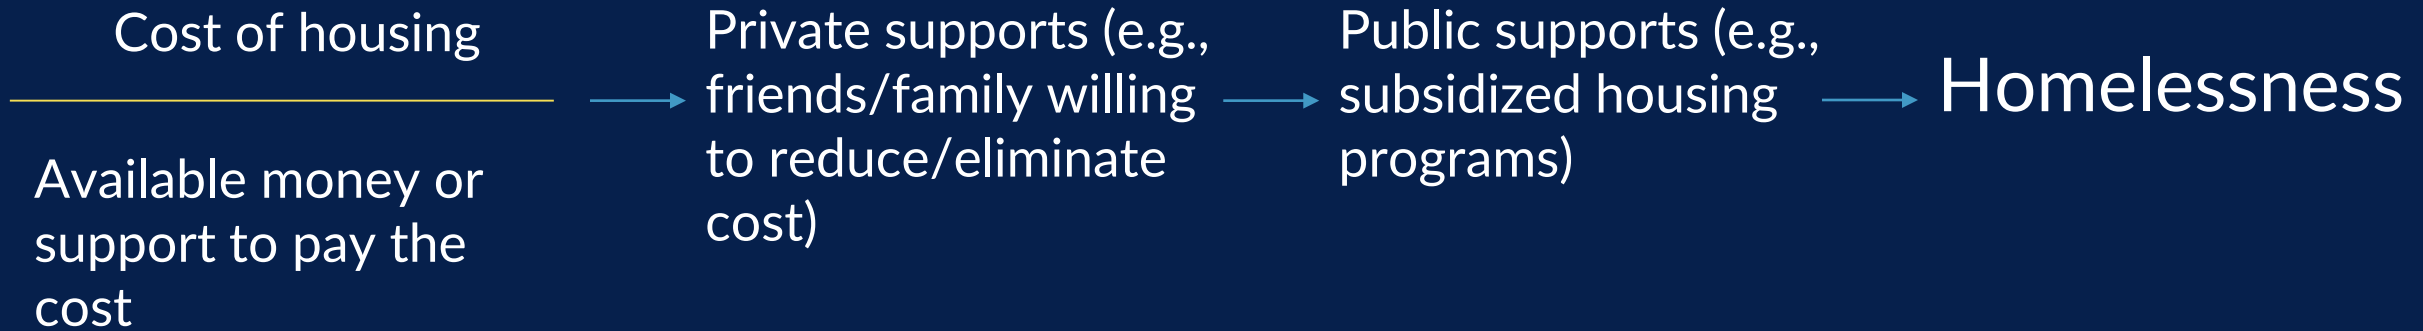 Cost of housing
Available money or
support to pay the
cost
Private supports (e.g.,
friends/family willing
to reduce/eliminate
cost)
Public supports (e.g.,
subsidized housing
programs)
Homelessness